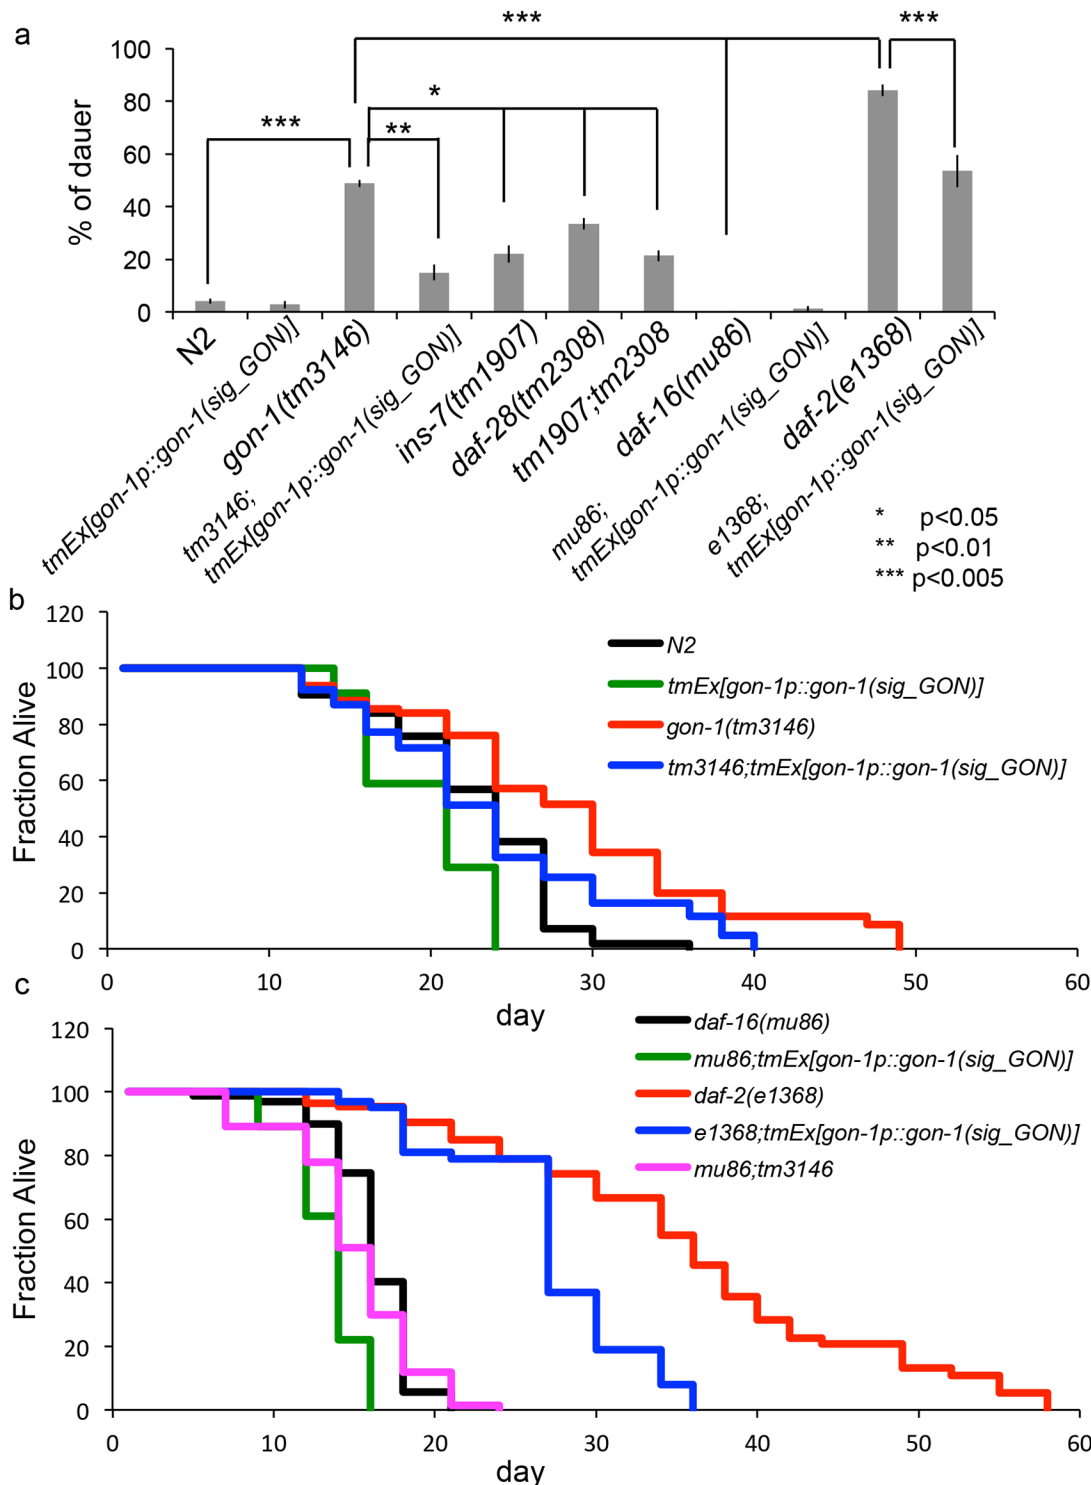 a
***
***
*
***
**
100
80
60
40
20
0
% of dauer
N2
tmEx[gon-1p::gon-1(sig_GON)]
gon-1(tm3146)
tm3146;
tmEx[gon-1p::gon-1(sig_GON)]
ins-7(tm1907)
daf-28(tm2308)
tm1907;tm2308
daf-16(mu86)
mu86;
tmEx[gon-1p::gon-1(sig_GON)]
daf-2(e1368)
e1368;
tmEx[gon-1p::gon-1(sig_GON)]
* p<0.05
** p<0.01
*** p<0.005
b
120
100
80
60
40
20
0
Fraction Alive
N2
tmEx[gon-1p::gon-1(sig_GON)]
gon-1(tm3146)
tm3146;tmEx[gon-1p::gon-1(sig_GON)]
0 10 20 30 40 50 60
day
c
120
100
80
60
40
20
0
Fraction Alive
daf-16(mu86)
mu86;tmEx[gon-1p::gon-1(sig_GON)]
daf-2(e1368)
e1368;tmEx[gon-1p::gon-1(sig_GON)]
mu86;tm3146
0 10 20 30 40 50 60
day